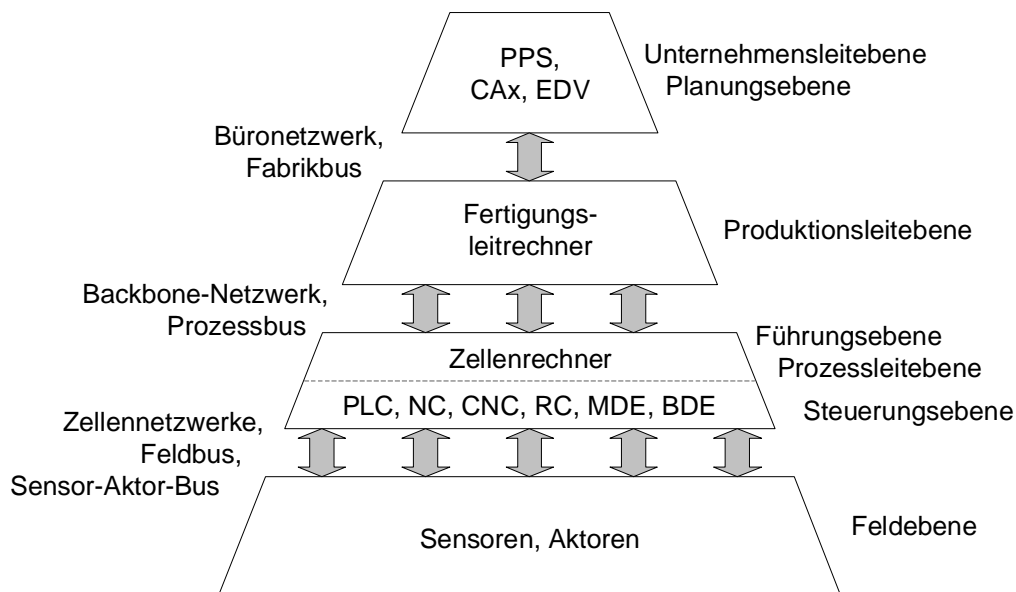 PPS,
CAx, EDV
Unternehmensleitebene
Planungsebene
Büronetzwerk,
Fabrikbus
Fertigungs-
leitrechner
Produktionsleitebene
Backbone-Netzwerk,
Prozessbus
Zellenrechner
Führungsebene
Prozessleitebene
PLC, NC, CNC, RC, MDE, BDE
Steuerungsebene
Zellennetzwerke,
Feldbus,
Sensor-Aktor-Bus
Sensoren, Aktoren
Feldebene